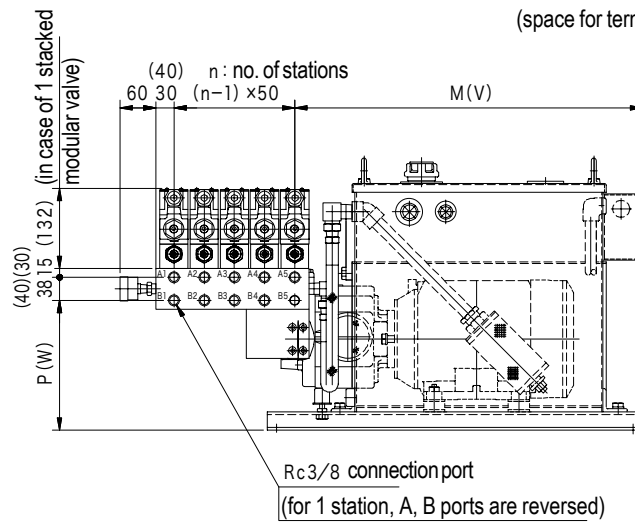 (space for tern
(40) n: no. of stations
60 30 (n-1) ×50 M(V)
(in case of 1 stacked
modular valve)
(132)
(30)
15
(40)
38
P(W)
A1 A2 A3 A4 A5
B1 B2 B3 B4 B5
Rc3/8 connection port
(for 1 station, A, B ports are reversed)